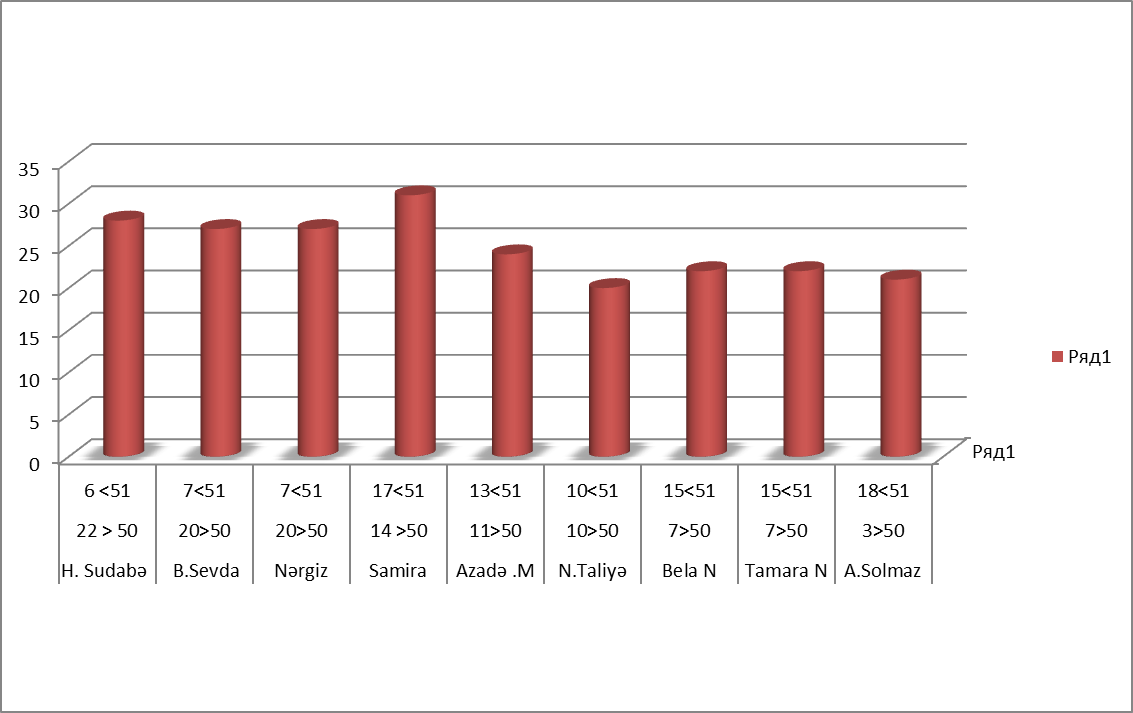 35
30
25
20
15
10
5
0
Ряд1
Ряд1
6 <51 7<51 7<51 17<51 13<51 10<51 15<51 15<51 18<51
22 > 50 20>50 20>50 14 >50 11>50 10>50 7>50 7>50 3>50
H. Sudabə B.Sevda Nərgiz Samira Azadə .M N.Taliyə Bela N Tamara N A.Solmaz